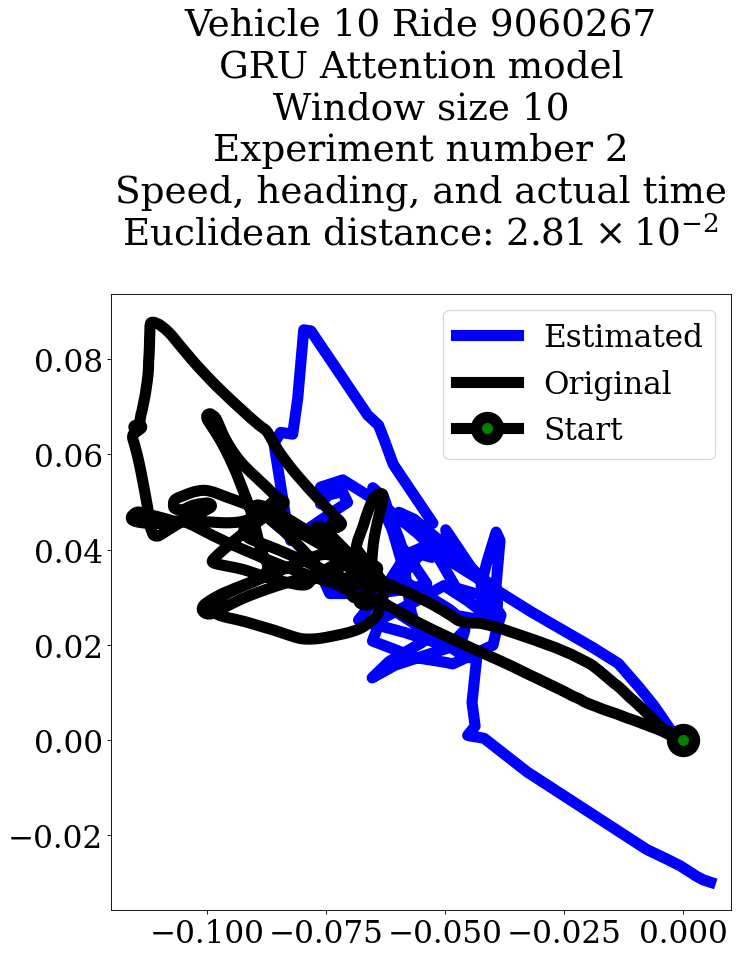 Vehicle 10 Ride 9060267
GRU Attention model
Window size 10
Experiment number 2
Speed, heading, and actual time
Euclidean distance: 2.81 × 10⁻²
Estimated
Original
Start
0.08
0.06
0.04
0.02
0.00
−0.02
−0.100 −0.075 −0.050 −0.025 0.000